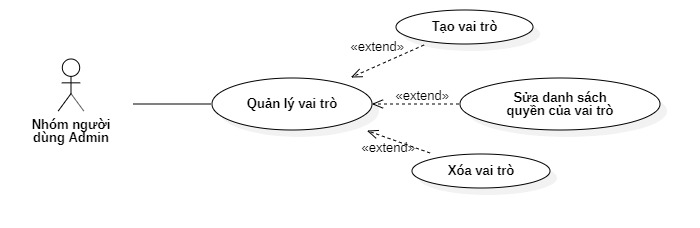 Tạo vai trò
«extend»
Quản lý vai trò
«extend»
Sửa danh sách
quyền của vai trò
Nhóm người
dùng Admin
«extend»
Xóa vai trò